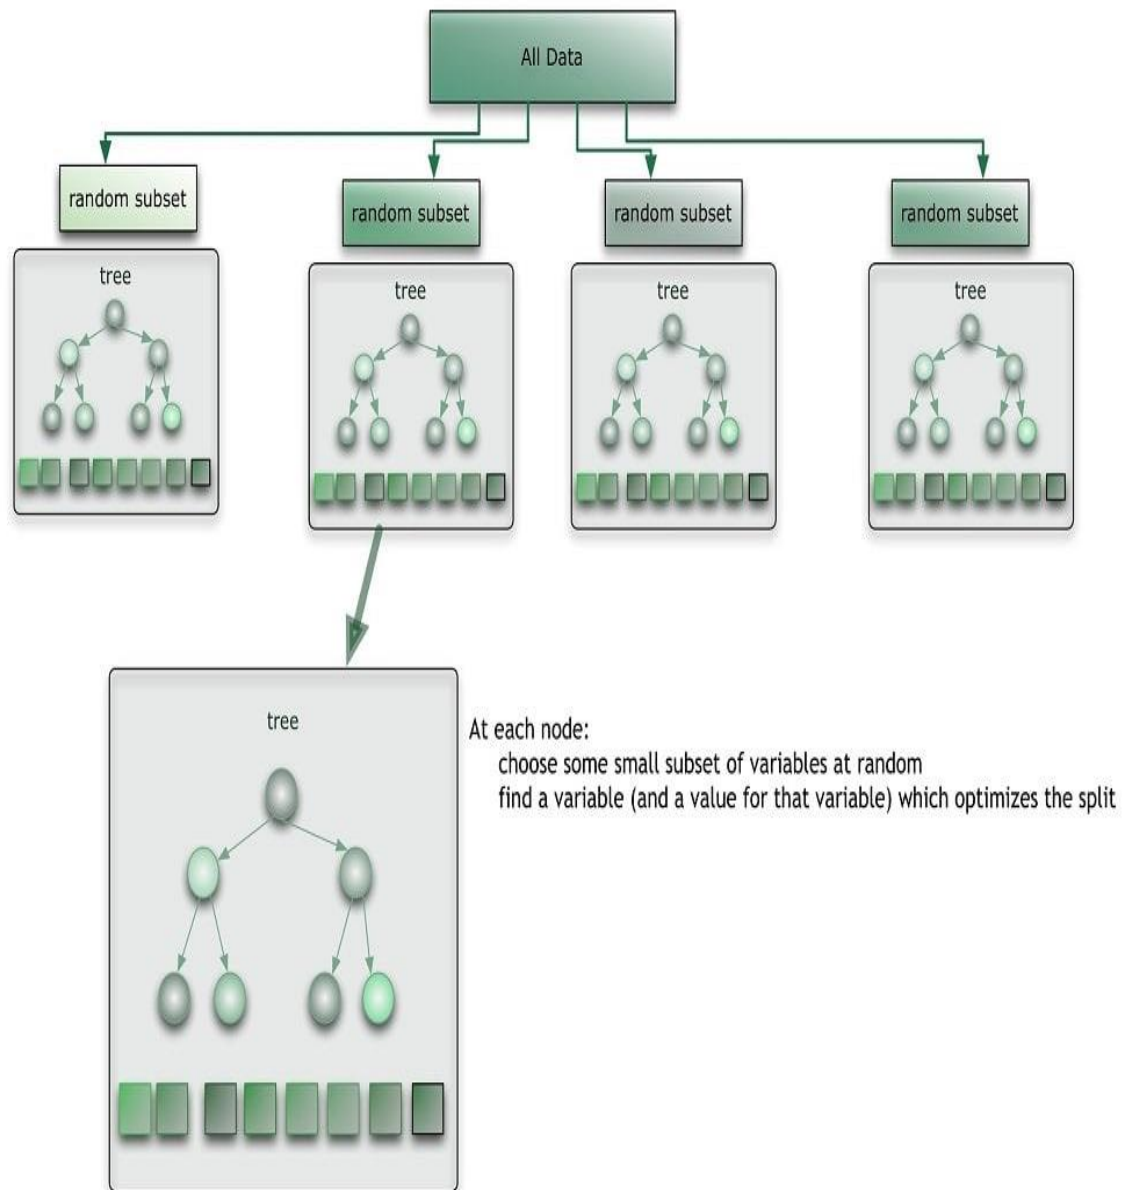 All Data
random subset
random subset
random subset
random subset
tree
tree
tree
tree
tree
At each node:
choose some small subset of variables at random
find a variable (and a value for that variable) which optimizes the split